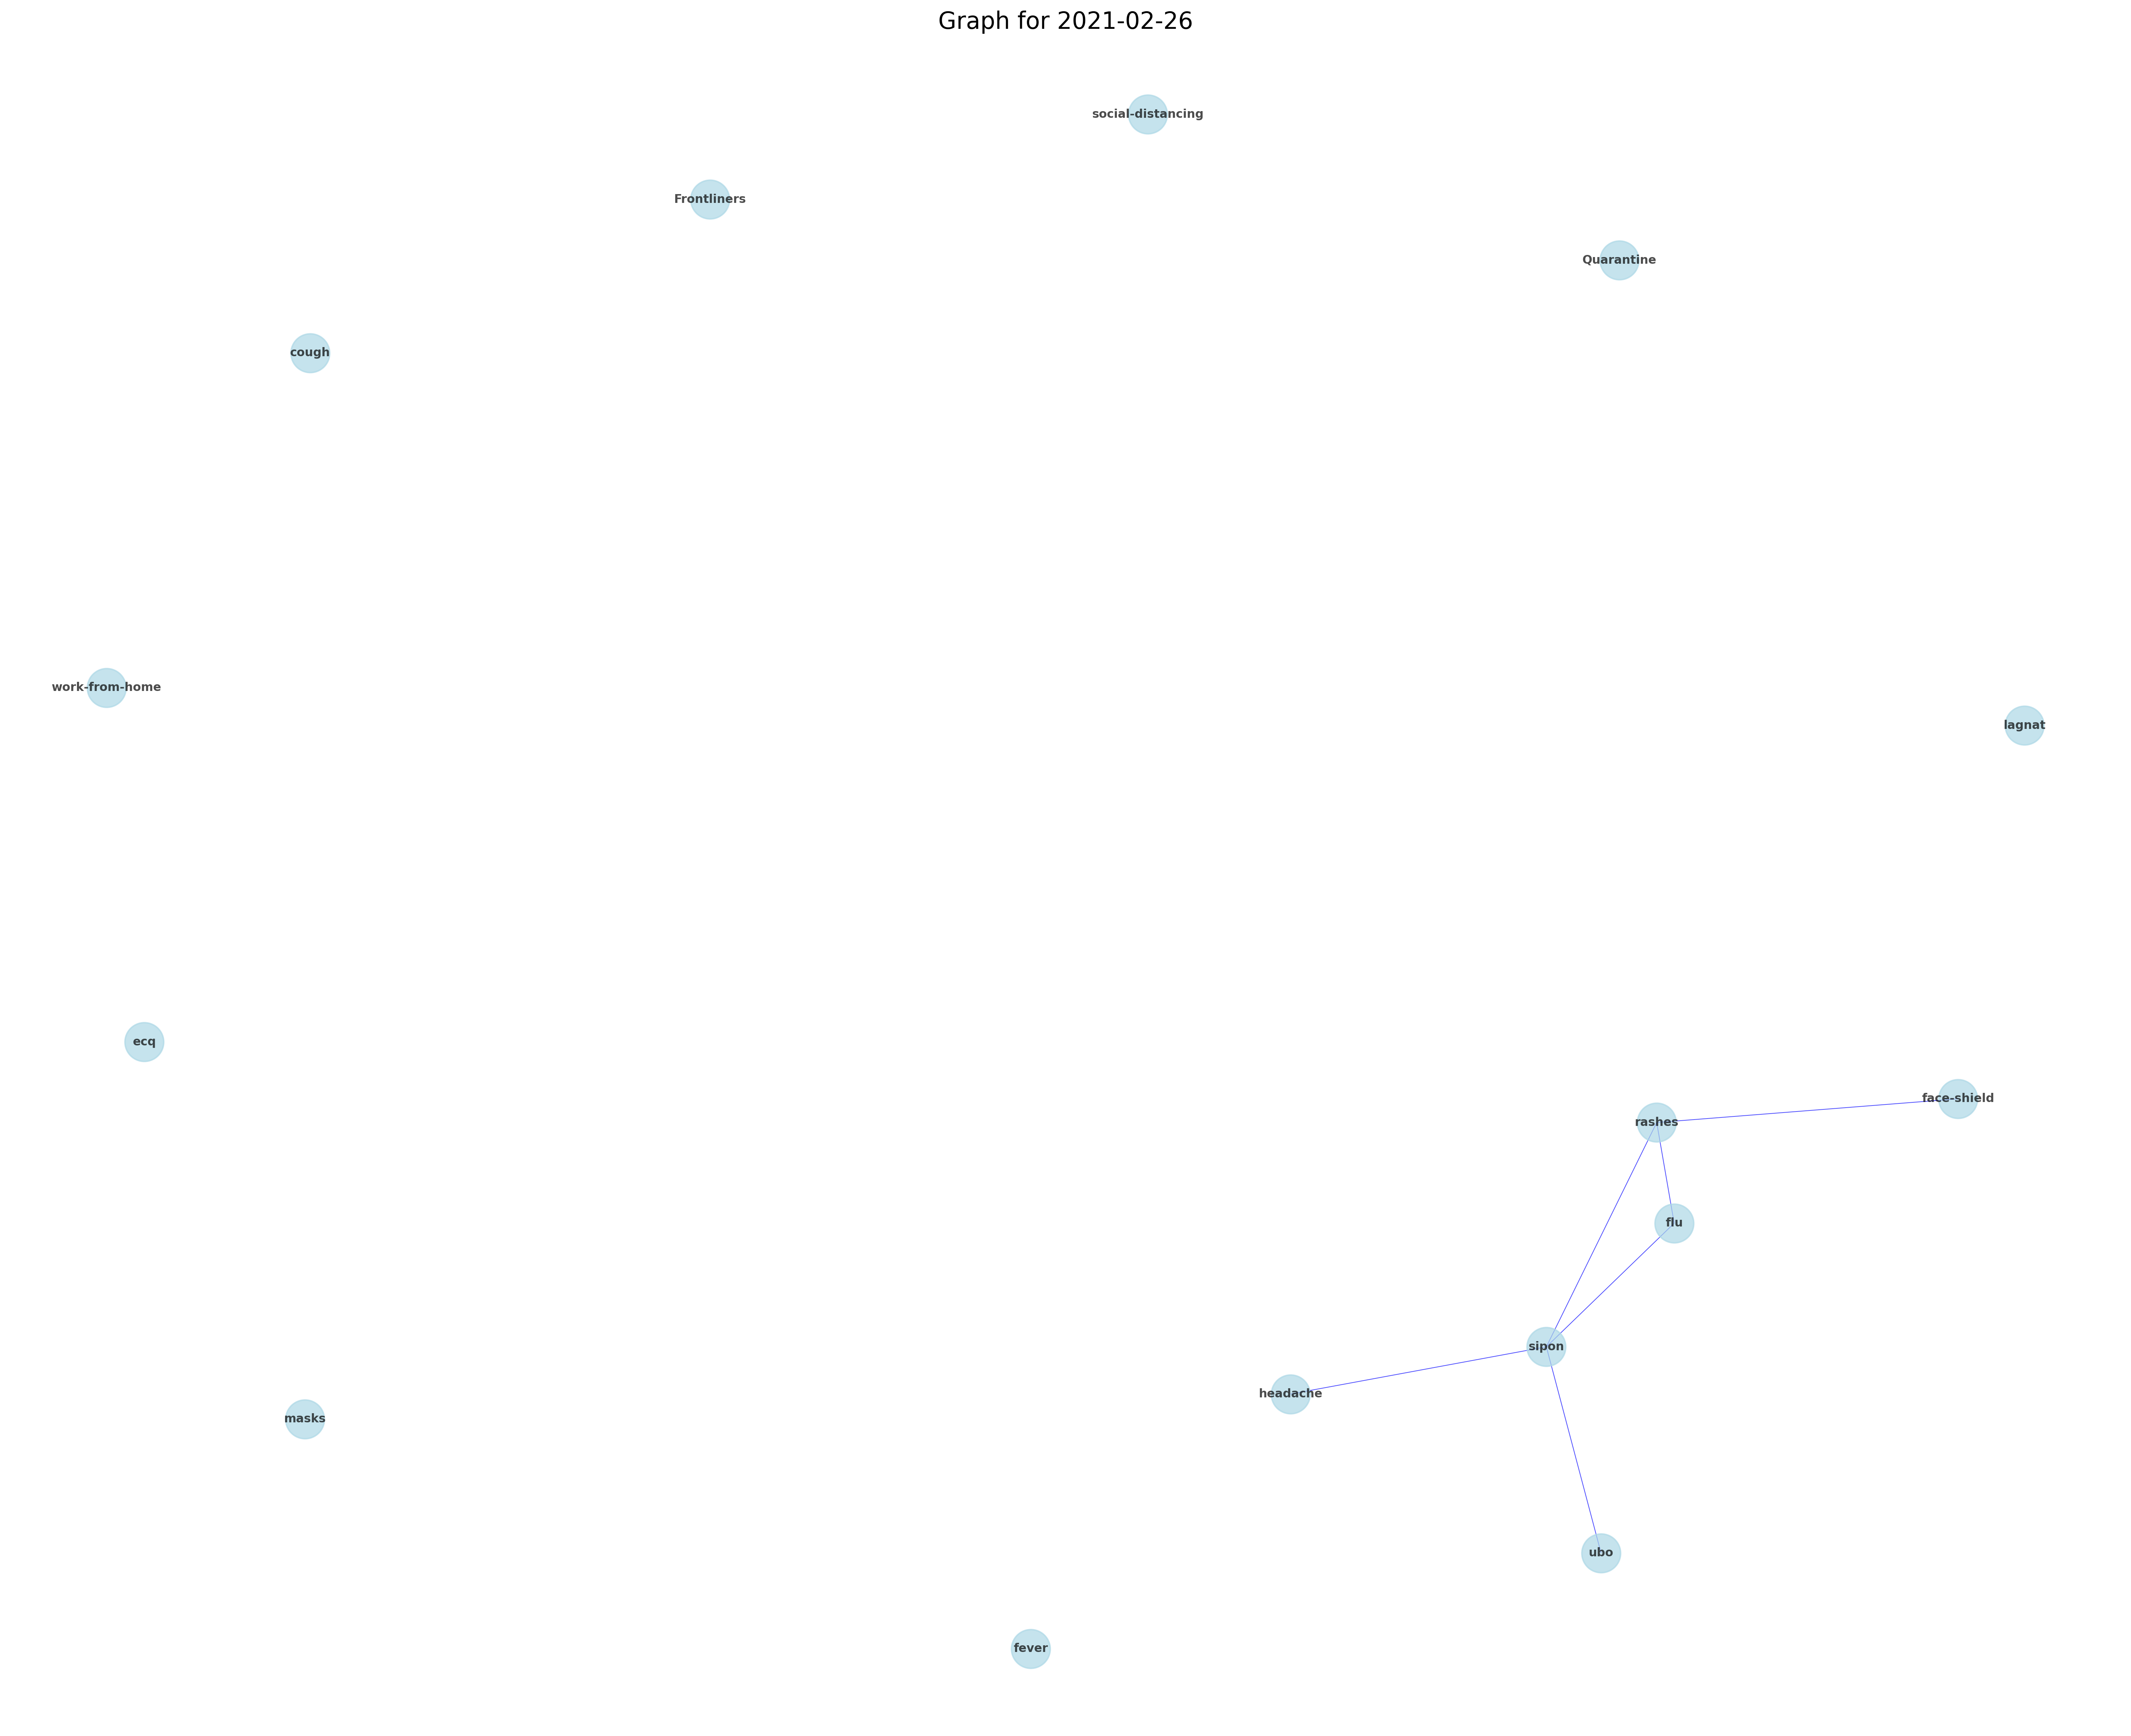 Graph for 2021-02-26
social-distancing
Frontliners
Quarantine
cough
work-from-home
lagnat
ecq
face-shield
rashes
flu
sipon
headache
masks
ubo
fever